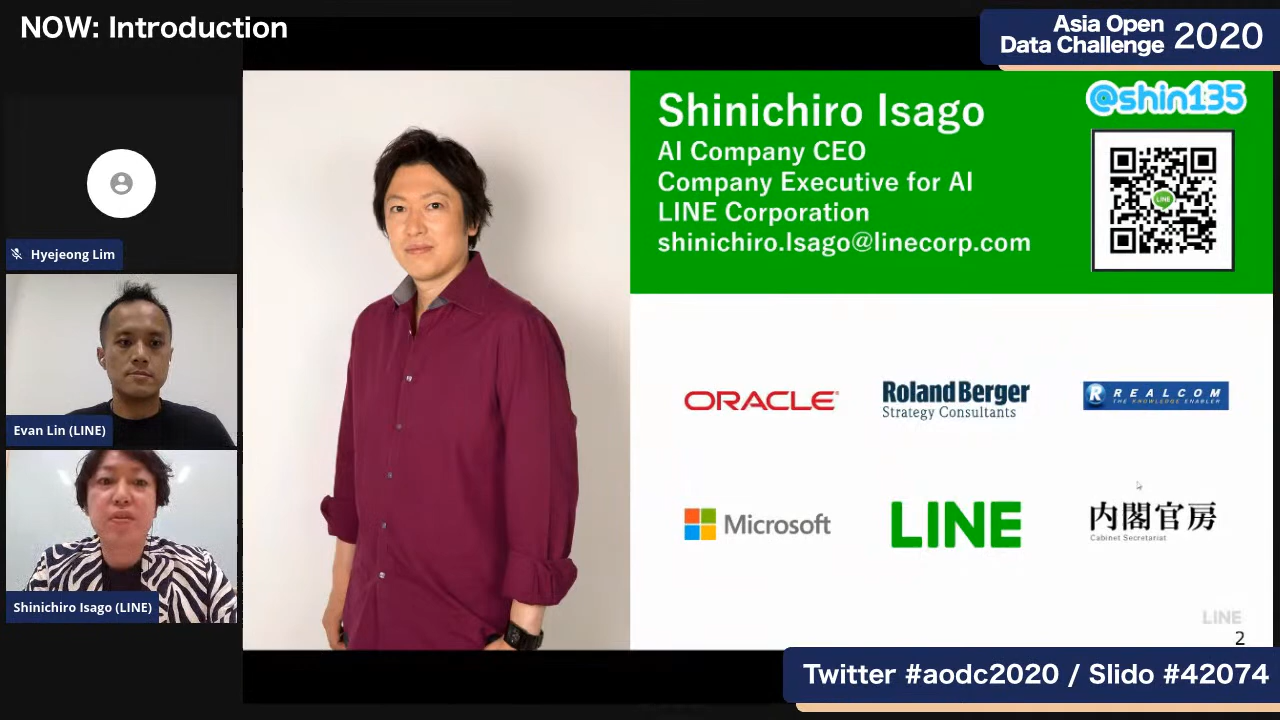 NOW: Introduction
Asia Open
Data Challenge
2020
Hyejeong Lim
Evan Lin (LINE)
Shinichiro Isago (LINE)
Shinichiro Isago
AI Company CEO
Company Executive for AI
LINE Corporation
shinichiro.Isago@linecorp.com
@shin135
LINE
ORACLE
Roland Berger
Strategy Consultants
R REALCOM
THE KNOWLEDGE ENABLER
Microsoft
LINE
内閣官房
Cabinet Secretariat
LINE
2
Twitter #aodc2020 / Slido #42074